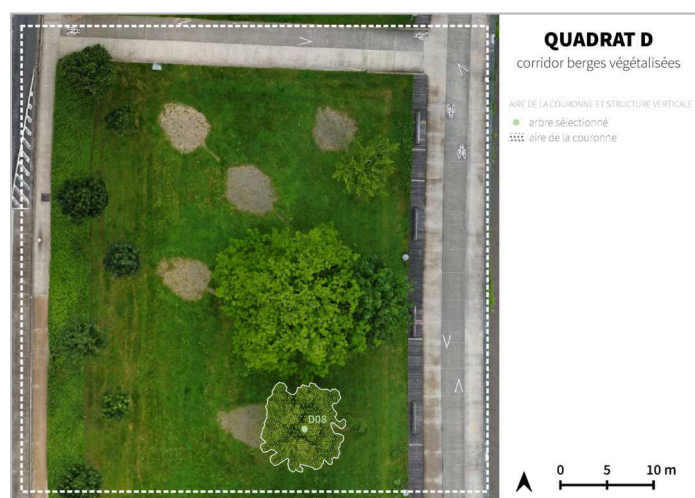 QUADRAT D
corridor berges végétalisées
AIRE DE LA COURONNE ET STRUCTURE VERTICALE
arbre sélectionné
aire de la couronne
D08
0 5 10 m